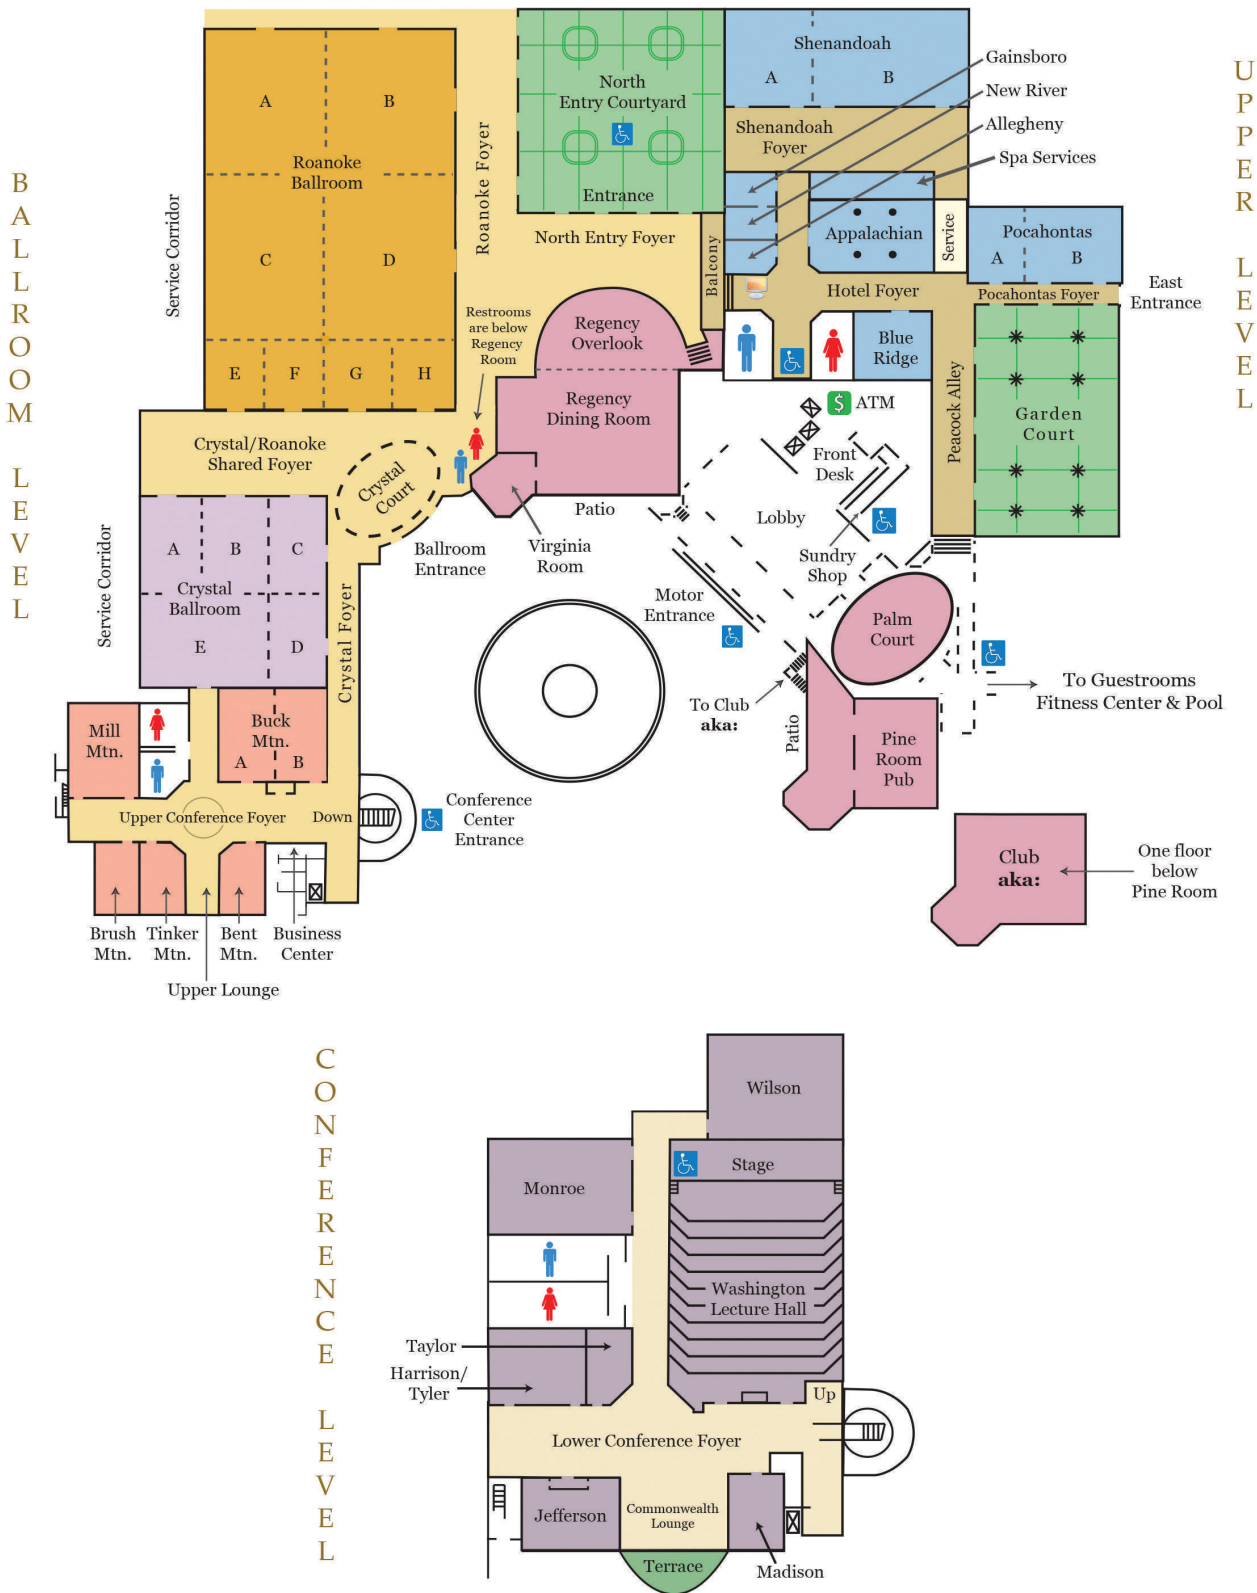 BALLROOM LEVEL
UPPER LEVEL
CONFERENCE LEVEL
Shenandoah
A
B
Gainsboro
New River
Allegheny
Spa Services
Shenandoah
Foyer
North
Entry Courtyard
Entrance
A
B
Roanoke
Ballroom
C
D
E
F
G
H
Service Corridor
Roanoke Foyer
North Entry Foyer
Balcony
Appalachian
Service
Pocahontas
A
B
Hotel Foyer
Pocahontas Foyer
East
Entrance
Restrooms
are below
Regency
Room
Regency
Overlook
Regency
Dining Room
Blue
Ridge
Peacock Alley
Garden
Court
$
ATM
Front
Desk
Lobby
Sundry
Shop
Crystal/Roanoke
Shared Foyer
Crystal
Court
Patio
Virginia
Room
Ballroom
Entrance
Service Corridor
A
B
C
Crystal
Ballroom
E
D
Crystal Foyer
Motor
Entrance
Palm
Court
To Club
aka:
Patio
Pine
Room
Pub
To Guestrooms
Fitness Center & Pool
Mill
Mtn.
Buck
Mtn.
A
B
Upper Conference Foyer
Down
Conference
Center
Entrance
Club
aka:
One floor
below
Pine Room
Brush
Mtn.
Tinker
Mtn.
Bent
Mtn.
Business
Center
Upper Lounge
Wilson
Stage
Monroe
Washington
Lecture Hall
Taylor
Harrison/
Tyler
Up
Lower Conference Foyer
Jefferson
Commonwealth
Lounge
Terrace
Madison